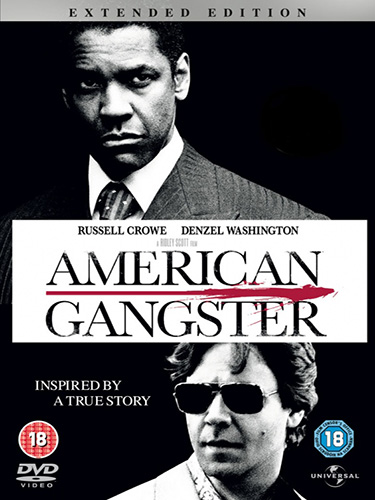 EXTENDED EDITION
RUSSELL CROWE DENZEL WASHINGTON
A RIDLEY SCOTT FILM
AMERICAN
GANGSTER
INSPIRED BY
A TRUE STORY
18
18
DVD
VIDEO
UNIVERSAL